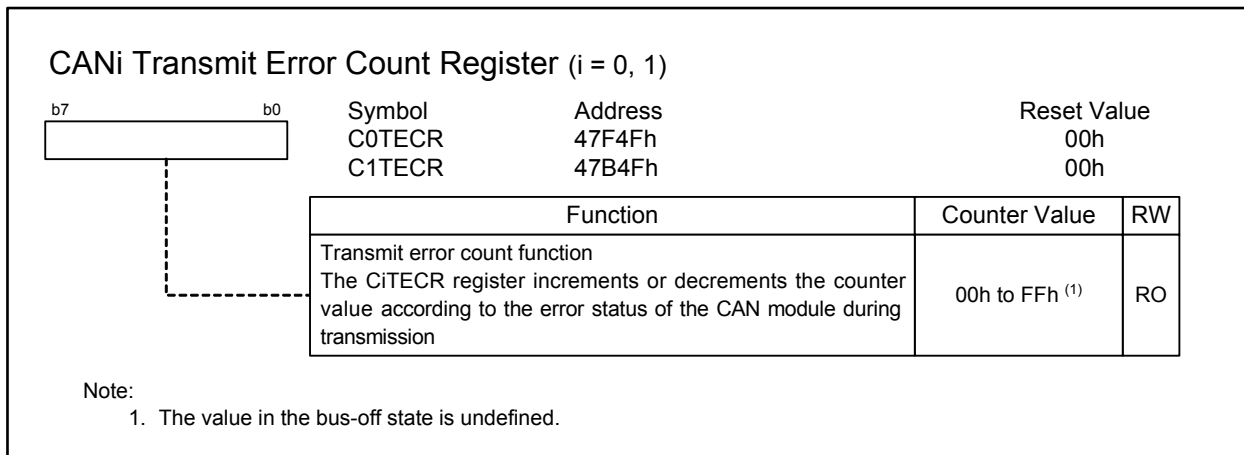 CANi Transmit Error Count Register (i = 0, 1)
b7 b0 Symbol Address Reset Value
C0TECR 47F4Fh 00h
C1TECR 47B4Fh 00h
Function Counter Value RW
Transmit error count function
The CiTECR register increments or decrements the counter
value according to the error status of the CAN module during
transmission
00h to FFh (1) RO
Note:
1. The value in the bus-off state is undefined.